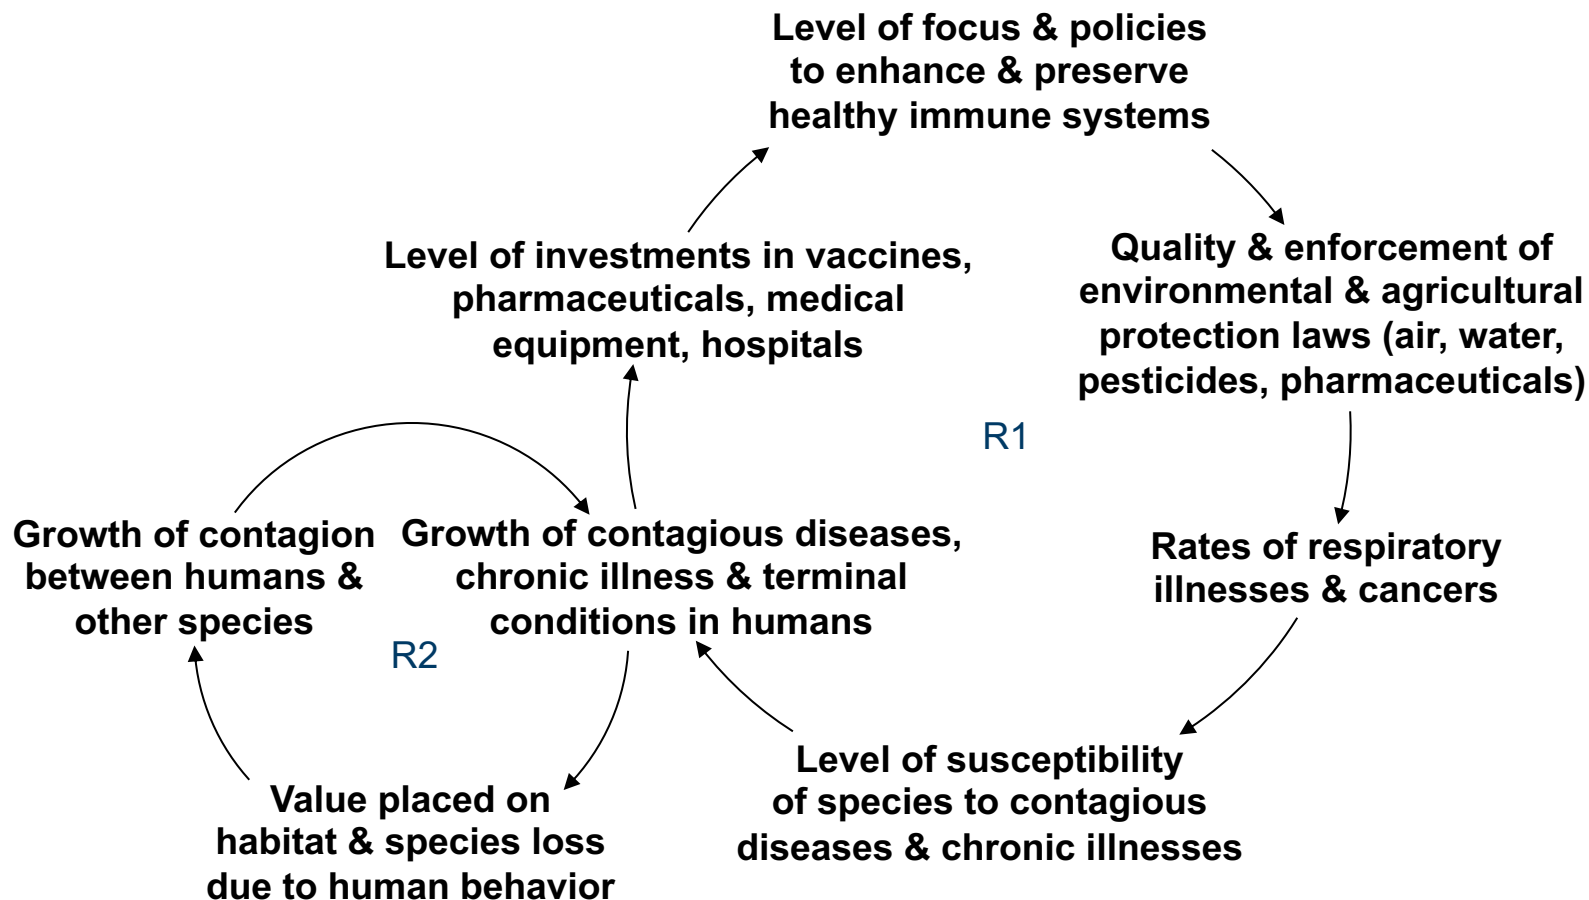 Level of focus & policies
to enhance & preserve
healthy immune systems
Level of investments in vaccines,
pharmaceuticals, medical
equipment, hospitals
Quality & enforcement of
environmental & agricultural
protection laws (air, water,
pesticides, pharmaceuticals)
R1
Growth of contagion
between humans &
other species
Growth of contagious diseases,
chronic illness & terminal
conditions in humans
Rates of respiratory
illnesses & cancers
R2
Value placed on
habitat & species loss
due to human behavior
Level of susceptibility
of species to contagious
diseases & chronic illnesses